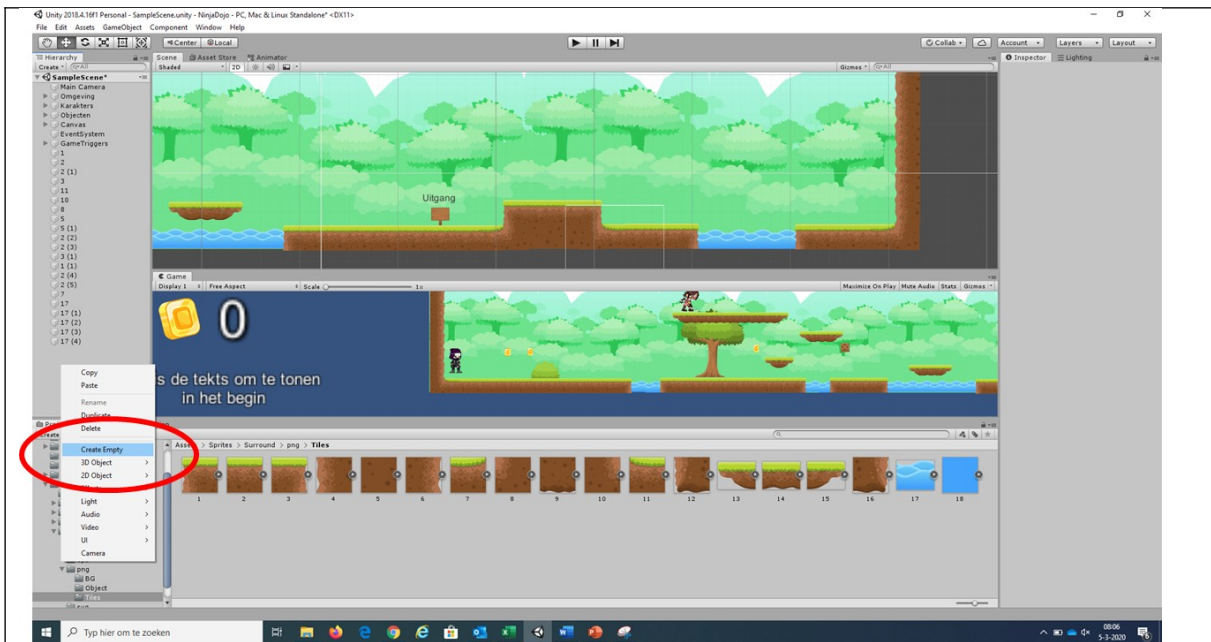 Unity 2018.4.16f1 Personal - SampleScene.unity - NinjaDojo - PC, Mac & Linux Standalone* <DX11>
File Edit Assets GameObject Component Window Help
Center Local Collab Account Layers Layout
Hierarchy Scene Asset Store Animator Inspector Lighting
Create All Shaded 2D Gizmos All
SampleScene*
Main Camera
Omgeving
Karakters
Objecten
Canvas
EventSystem
GameTriggers
1
2
2 (1)
3
11
10
8
5
5 (1)
2 (2)
2 (3)
3 (1)
1 (1)
2 (4)
2 (5)
7
17
17 (1)
17 (2)
17 (3)
17 (4)
Uitgang
Game
Display 1 Free Aspect Scale 1x Maximize On Play Mute Audio Stats Gizmos
0
is de tekts om te tonen
in het begin
Copy
Paste
Rename
Duplicate
Delete
Create Empty
3D Object
2D Object
Light
Audio
Video
UI
Camera
Assets > Sprites > Surround > png > Tiles
1 2 3 4 5 6 7 8 9 10 11 12 13 14 15 16 17 18
png
BG
Object
Tiles
Typ hier om te zoeken
08:06
5-3-2020